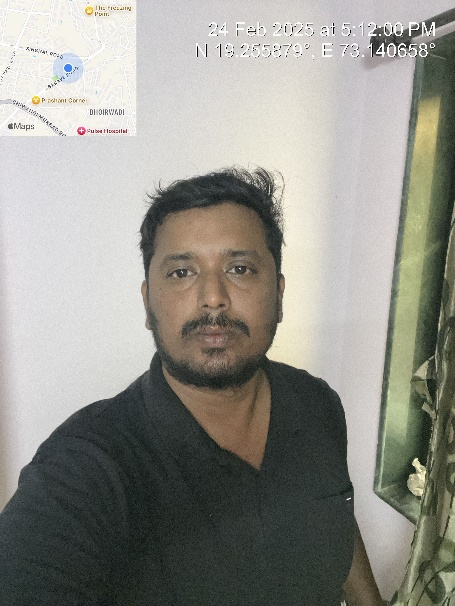 The Freezing
Point
24 Feb 2025 at 5:12:00 PM
N 19.255879°, E 73.140658°
Prashant Corner
BHOIRWADI
Maps
Pulse Hospital